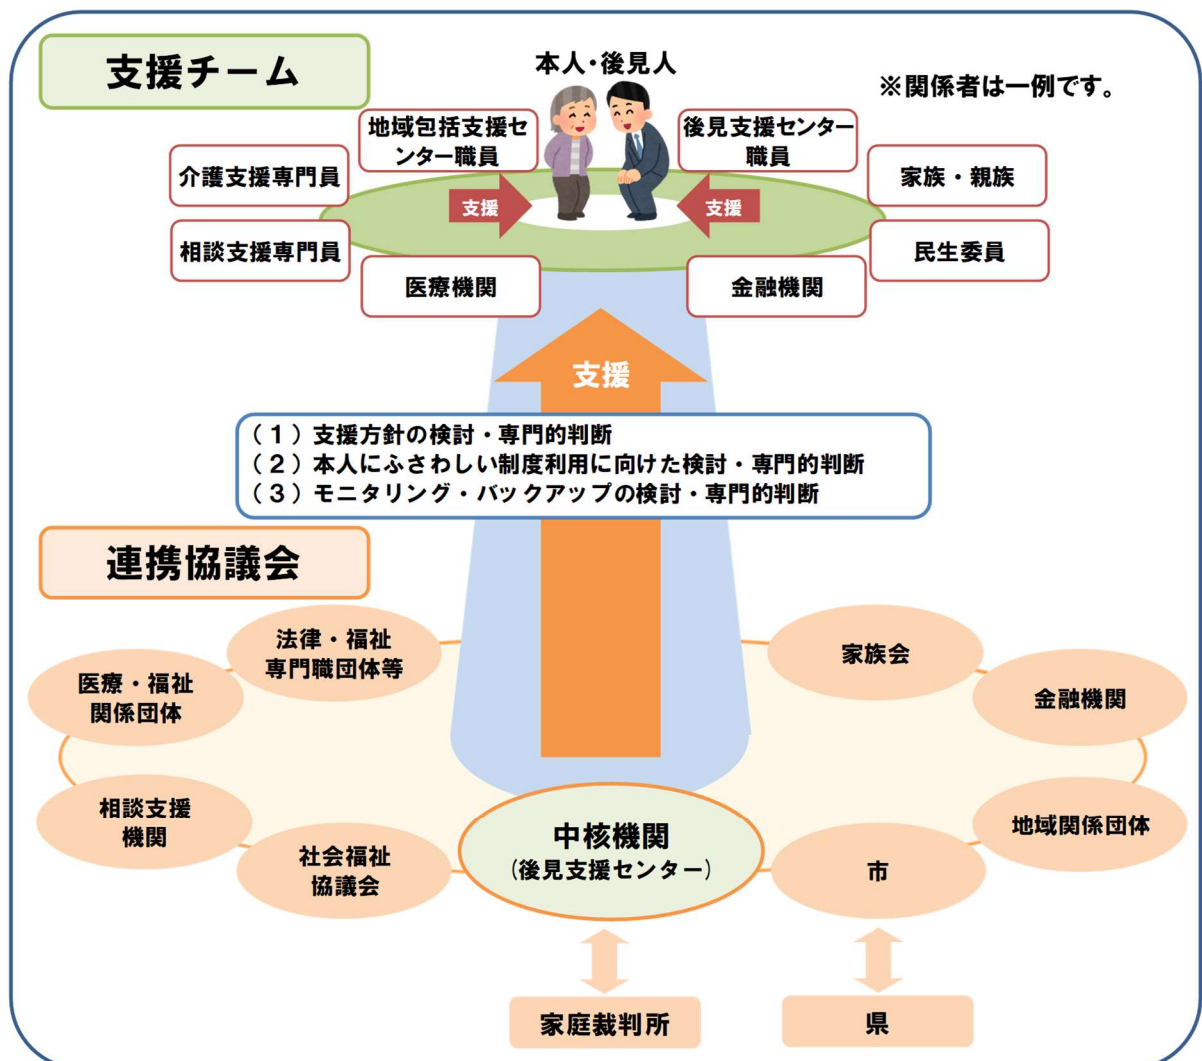 支援チーム
本人・後見人
※関係者は一例です。
地域包括支援セ
ンター職員
後見支援センター
職員
介護支援専門員
家族・親族
支援
支援
相談支援専門員
民生委員
医療機関
金融機関
支援
（１）支援方針の検討・専門的判断
（２）本人にふさわしい制度利用に向けた検討・専門的判断
（３）モニタリング・バックアップの検討・専門的判断
連携協議会
法律・福祉
専門職団体等
家族会
医療・福祉
関係団体
金融機関
相談支援
機関
地域関係団体
社会福祉
協議会
中核機関
(後見支援センター)
市
家庭裁判所
県